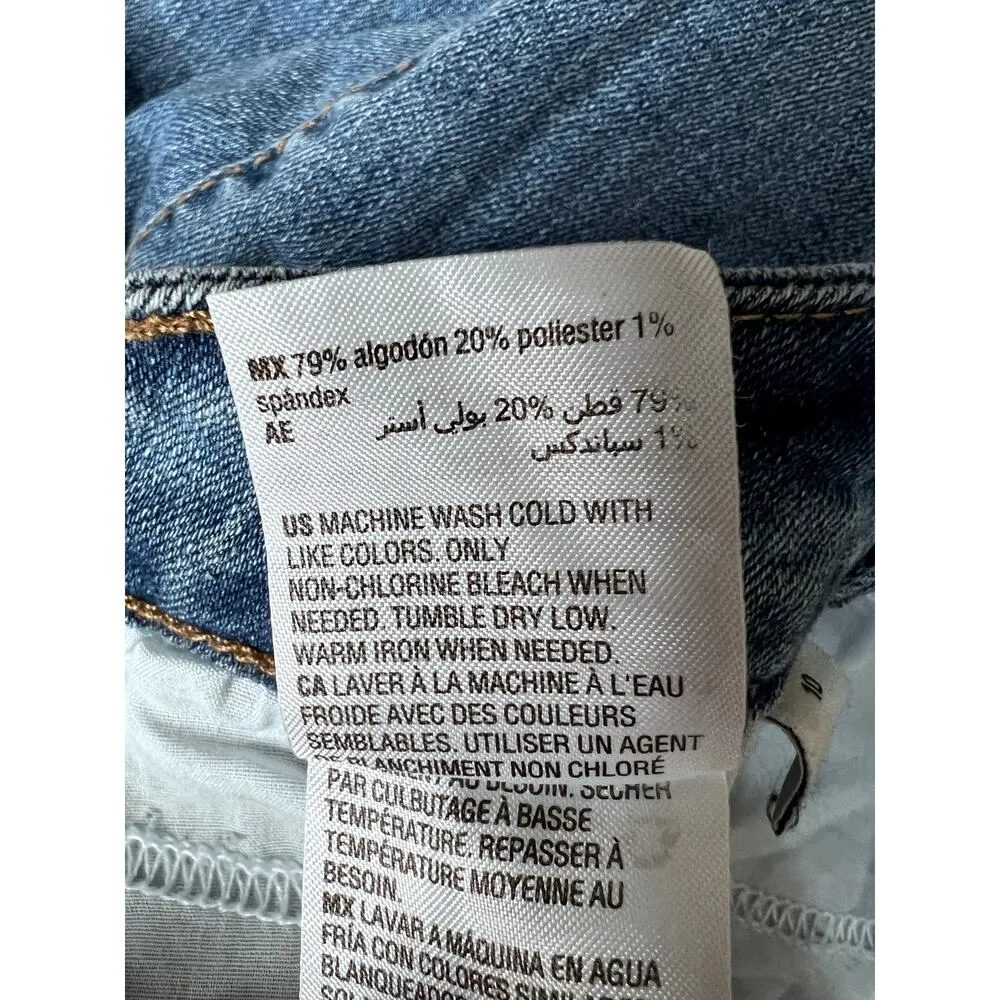 MX 79% algodón 20% poliester 1%
spandex
AE 79% قطن 20% بولي أستر
1% سباندكس
US MACHINE WASH COLD WITH
LIKE COLORS. ONLY
NON-CHLORINE BLEACH WHEN
NEEDED. TUMBLE DRY LOW.
WARM IRON WHEN NEEDED.
CA LAVER À LA MACHINE À L'EAU
FROIDE AVEC DES COULEURS
SEMBLABLES. UTILISER UN AGENT
DE BLANCHIMENT NON CHLORÉ
AU BESOIN. SÉCHER
PAR CULBUTAGE À BASSE
TEMPÉRATURE. REPASSER À
TEMPÉRATURE MOYENNE AU
BESOIN.
MX LAVAR A MÁQUINA EN AGUA
FRÍA CON COLORES SIMILARES
10